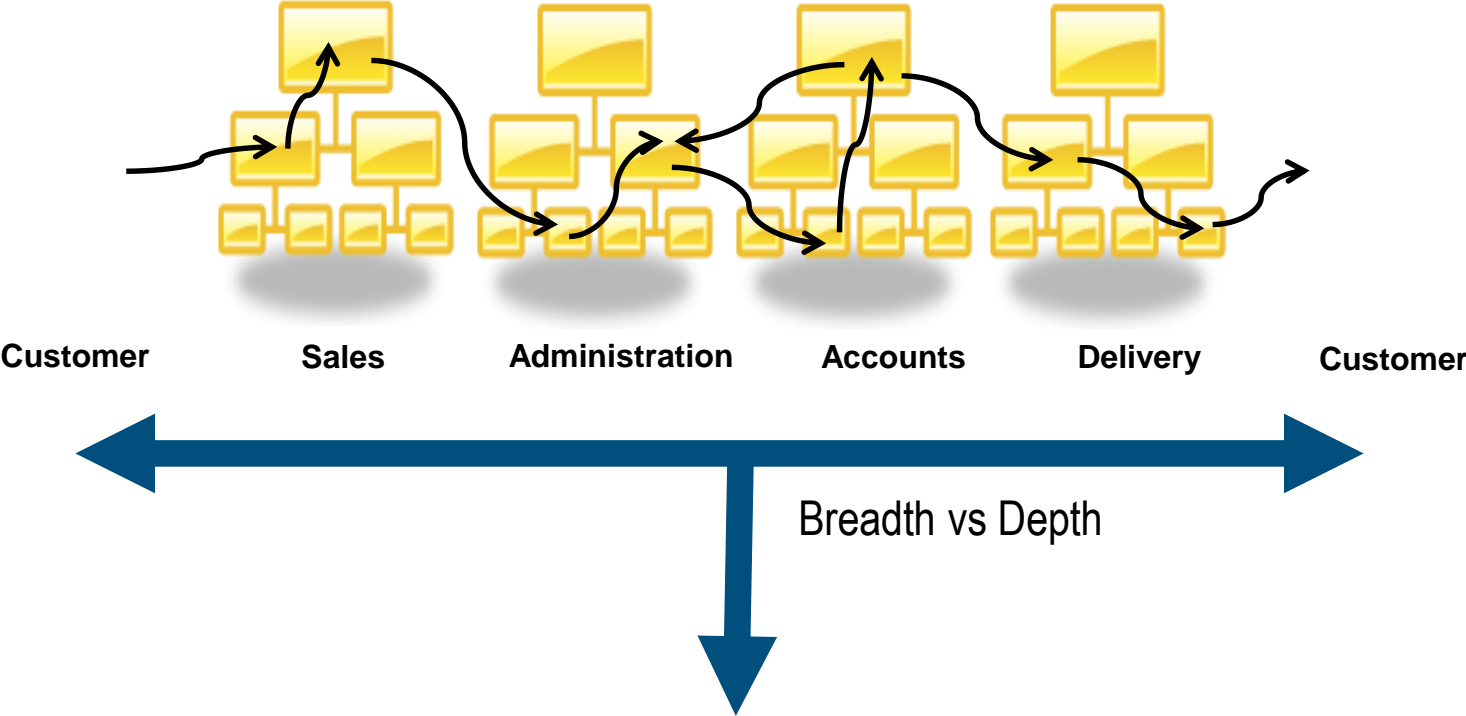 Customer Sales Administration Accounts Delivery Customer
Breadth vs Depth